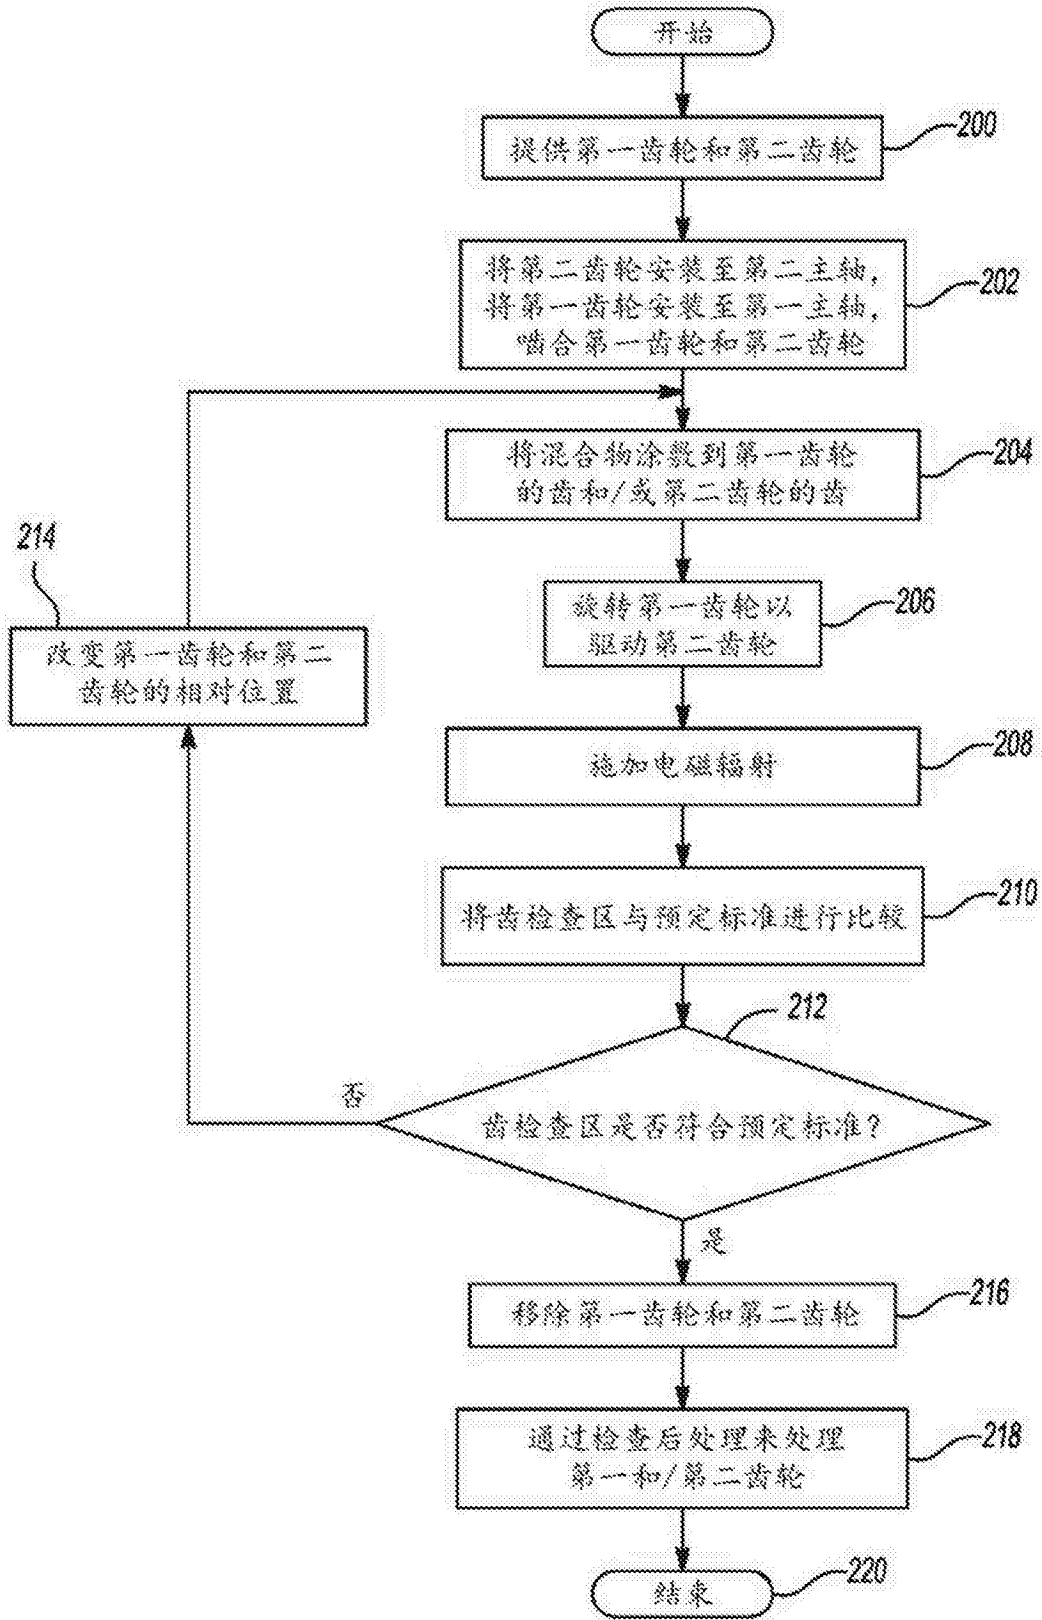 开始
200
提供第一齿轮和第二齿轮
202
将第二齿轮安装至第二主轴,
将第一齿轮安装至第一主轴,
啮合第一齿轮和第二齿轮
204
将混合物涂敷到第一齿轮
的齿和/或第二齿轮的齿
206
旋转第一齿轮以
驱动第二齿轮
214
改变第一齿轮和第二
齿轮的相对位置
208
施加电磁辐射
210
将齿检查区与预定标准进行比较
212
否
齿检查区是否符合预定标准?
是
216
移除第一齿轮和第二齿轮
218
通过检查后处理来处理
第一和/第二齿轮
220
结束